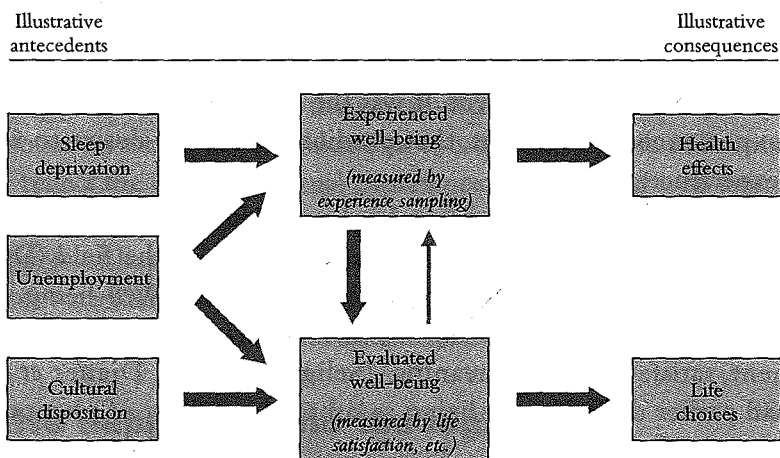 Illustrative
antecedents
Illustrative
consequences
Sleep
deprivation
Experienced
well-being
(measured by
experience sampling)
Health
effects
Unemployment
Cultural
disposition
Evaluated
well-being
(measured by life
satisfaction, etc.)
Life
choices